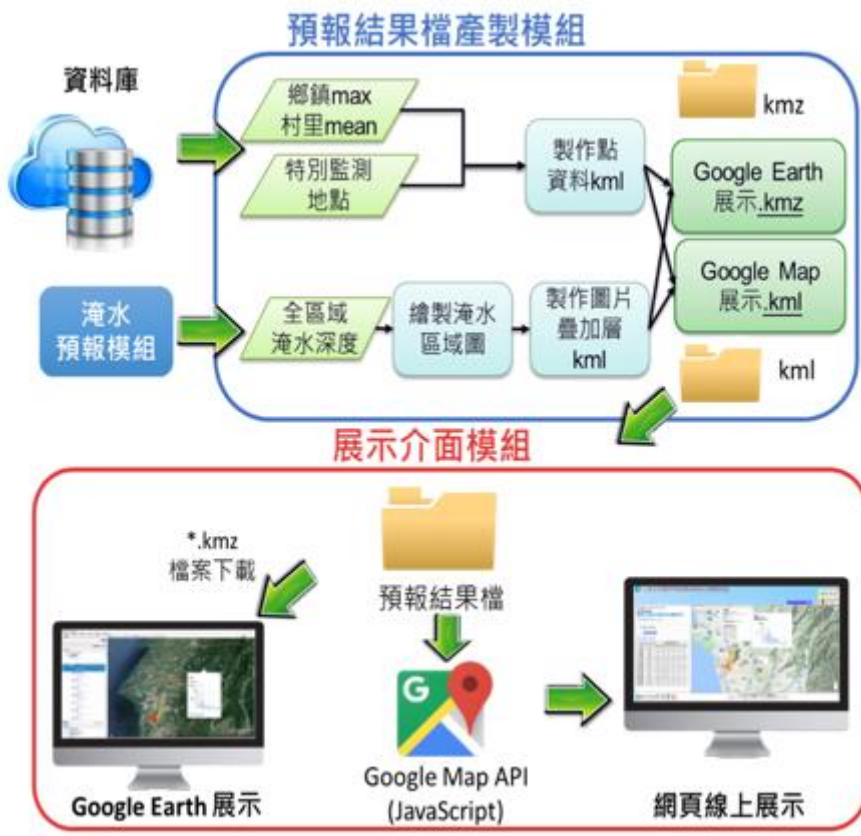 預報結果檔產製模組
資料庫
鄉鎮max
村里mean
特別監測
地點
製作點
資料kml
kmz
Google Earth
展示.kmz
Google Map
展示.kml
淹水
預報模組
全區域
淹水深度
繪製淹水
區域圖
製作圖片
疊加層
kml
kml
展示介面模組
*.kmz
檔案下載
預報結果檔
G
Google Map API
(JavaScript)
Google Earth 展示
網頁線上展示